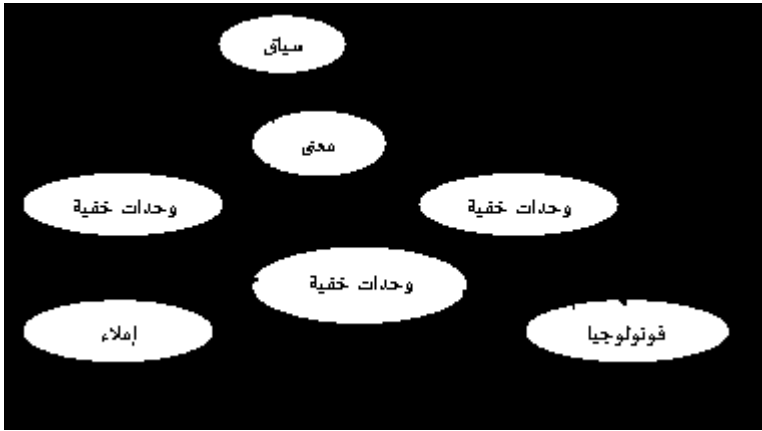 سياق
معنى
وحدات خفية
وحدات خفية
وحدات خفية
إملاء
فونولوجيا